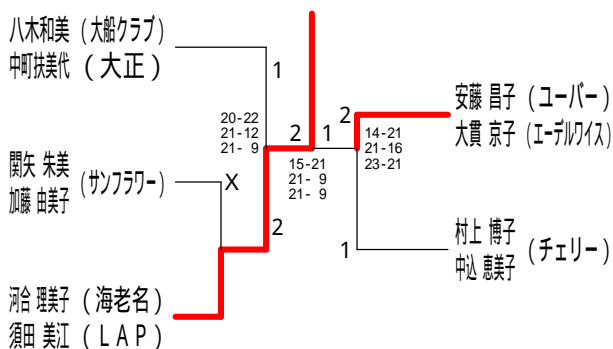 八木和美 (大船クラブ)
中町扶美代 (大正)
1
20-22
21-12
21- 9
2
関矢 朱美
加藤 由美子 (サンフラワー)
X
2
河合 理美子 (海老名)
須田 美江 (ＬＡＰ)
1
15-21
21- 9
21- 9
2
14-21
21-16
23-21
安藤 昌子 (ユーバー)
大貫 京子 (エーデルワイス)
1
村上 博子
中込 恵美子 (チェリー)